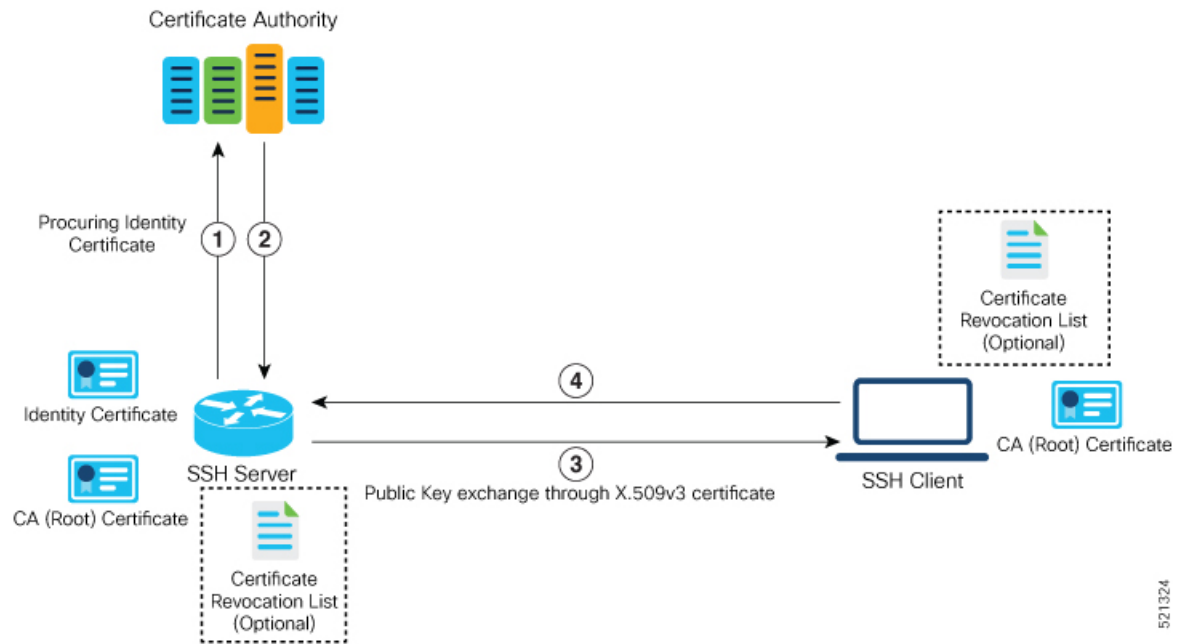 Certificate Authority
Procuring Identity
Certificate
1
2
Certificate
Revocation List
(Optional)
4
Identity Certificate
CA (Root) Certificate
SSH Server
3
SSH Client
Public Key exchange through X.509v3 certificate
CA (Root) Certificate
Certificate
Revocation List
(Optional)
521324